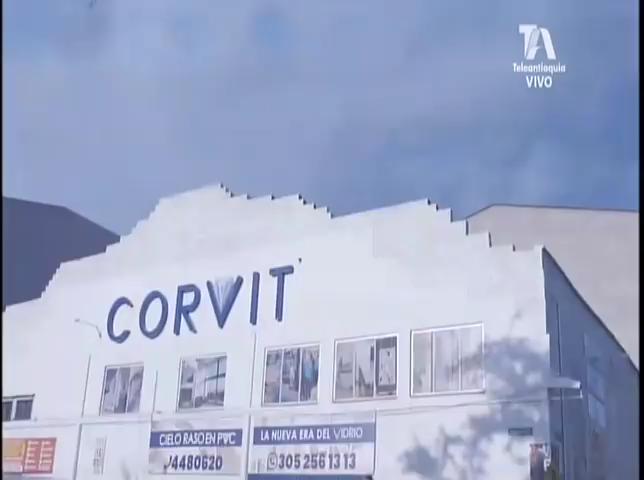 TA
Teleantioquia
VIVO
CORVIT
CIELO RASO EN PVC
4480620
LA NUEVA ERA DEL VIDRIO
305 256 13 13